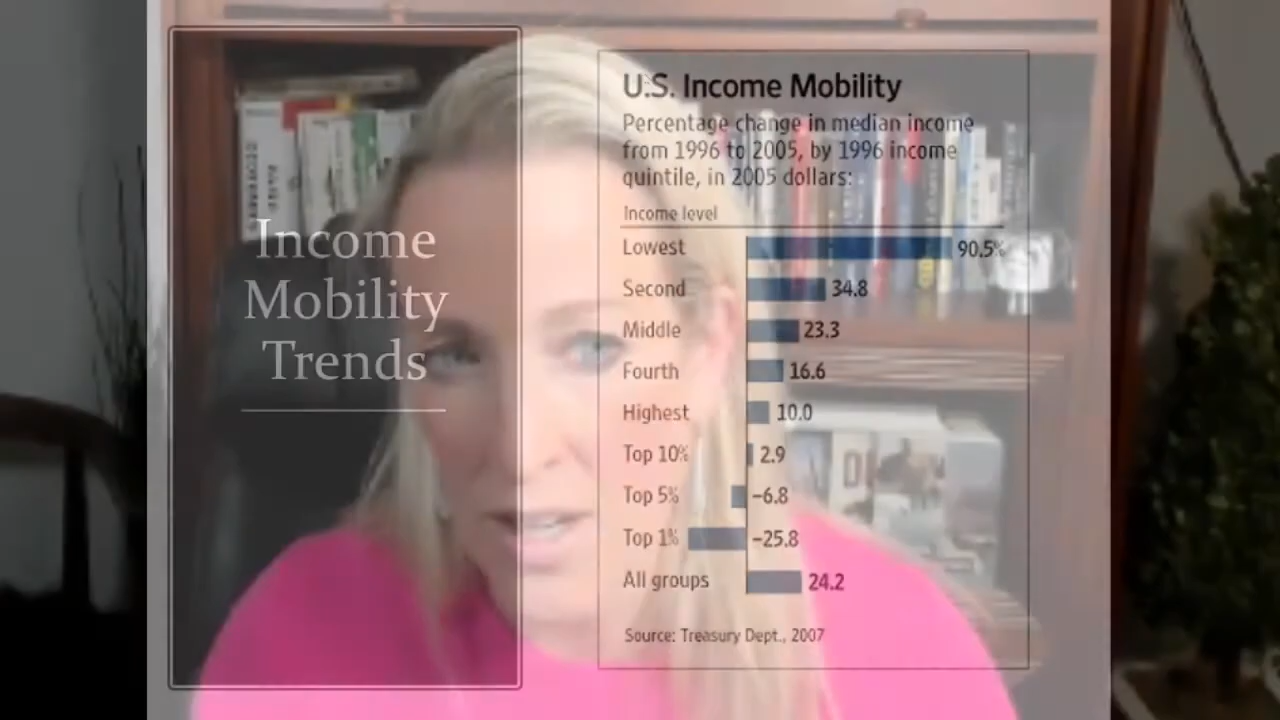 Income
Mobility
Trends
U.S. Income Mobility
Percentage change in median income
from 1996 to 2005, by 1996 income
quintile, in 2005 dollars:
Income level
Lowest 90.5%
Second 34.8
Middle 23.3
Fourth 16.6
Highest 10.0
Top 10% 2.9
Top 5% −6.8
Top 1% −25.8
All groups 24.2
Source: Treasury Dept., 2007